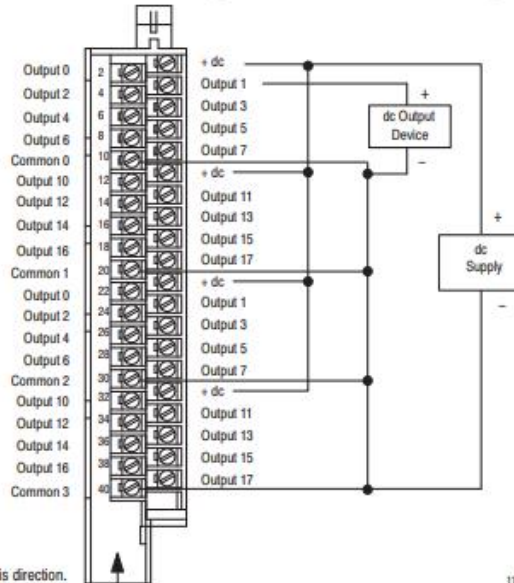 + dc
Output 0 2 Output 1
Output 2 4 Output 3
Output 4 6 Output 5
Output 6 8 Output 7
Common 0 10 + dc
Output 10 12 Output 11
Output 12 14 Output 13
Output 14 16 Output 15
Output 16 18 Output 17
Common 1 20 + dc
Output 0 22 Output 1
Output 2 24 Output 3
Output 4 26 Output 5
Output 6 28 Output 7
Common 2 30 + dc
Output 10 32 Output 11
Output 12 34 Output 13
Output 14 36 Output 15
Output 16 38 Output 17
Common 3 40
+
dc Output
Device
–
+
dc
Supply
–
is direction.